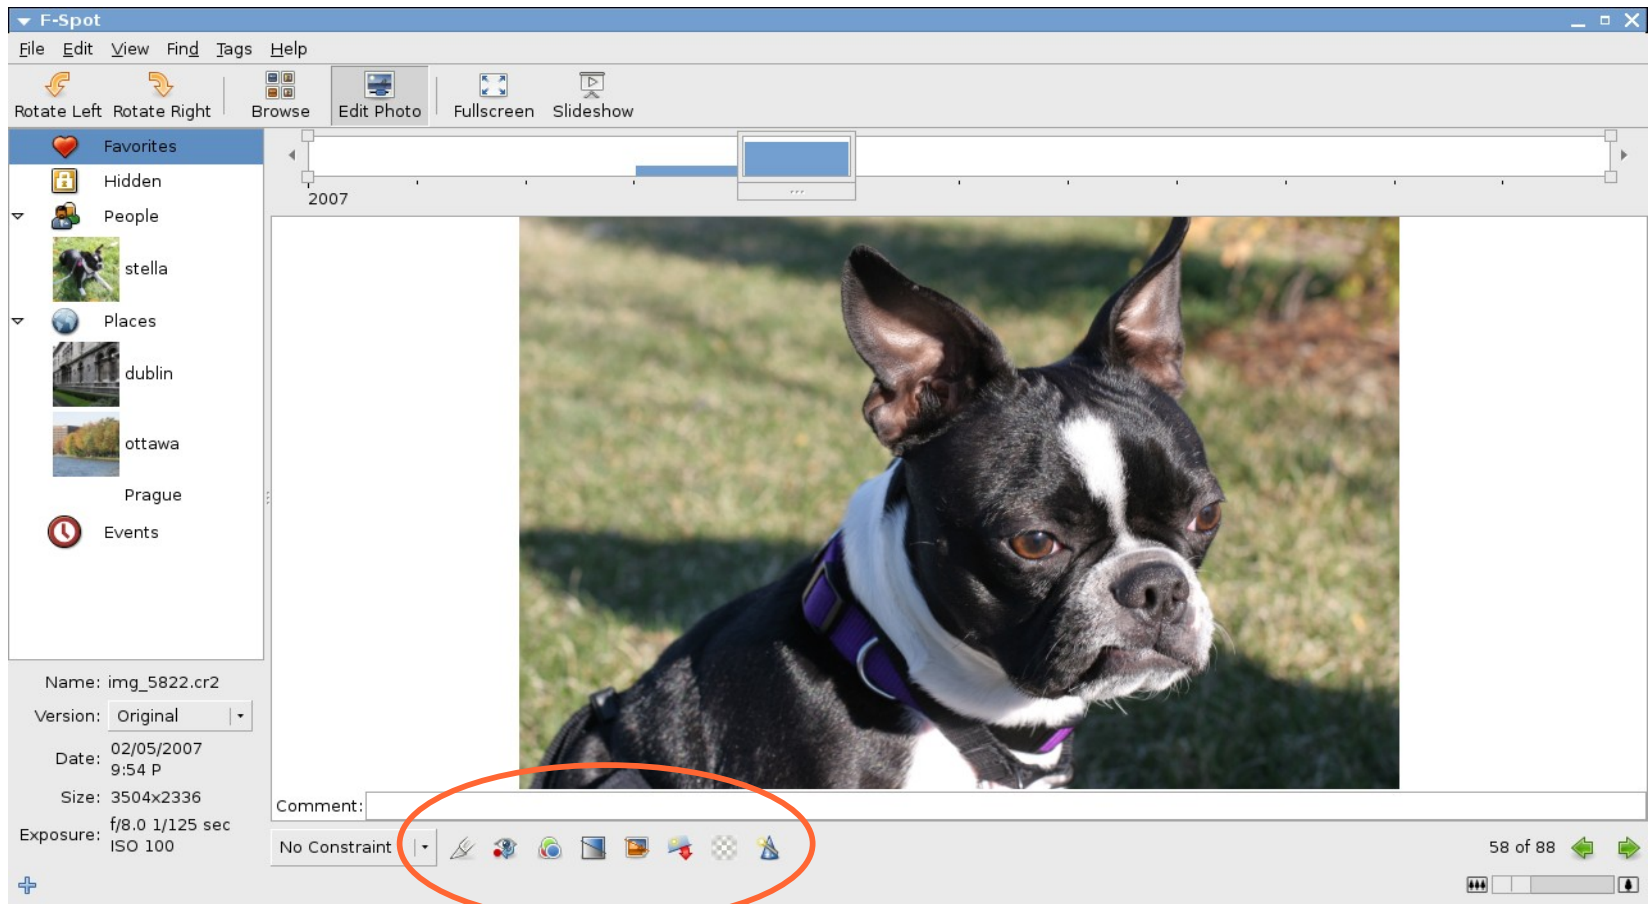 F-Spot
File Edit View Find Tags Help
Rotate Left Rotate Right Browse Edit Photo Fullscreen Slideshow
Favorites
Hidden
People
stella
Places
dublin
ottawa
Prague
Events
2007
Name: img_5822.cr2
Version: Original
Date: 02/05/2007
9:54 P
Size: 3504x2336
Exposure: f/8.0 1/125 sec
ISO 100
Comment:
No Constraint
58 of 88